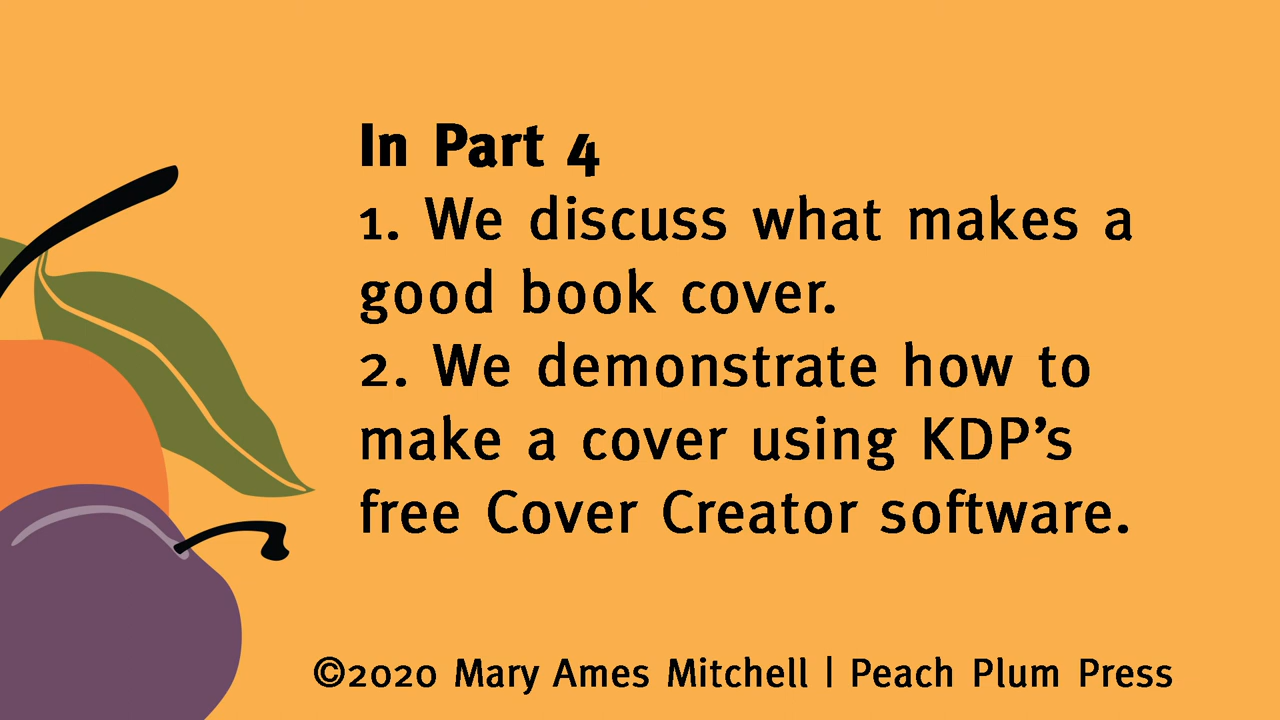 In Part 4
1. We discuss what makes a
good book cover.
2. We demonstrate how to
make a cover using KDP’s
free Cover Creator software.
©2020 Mary Ames Mitchell | Peach Plum Press